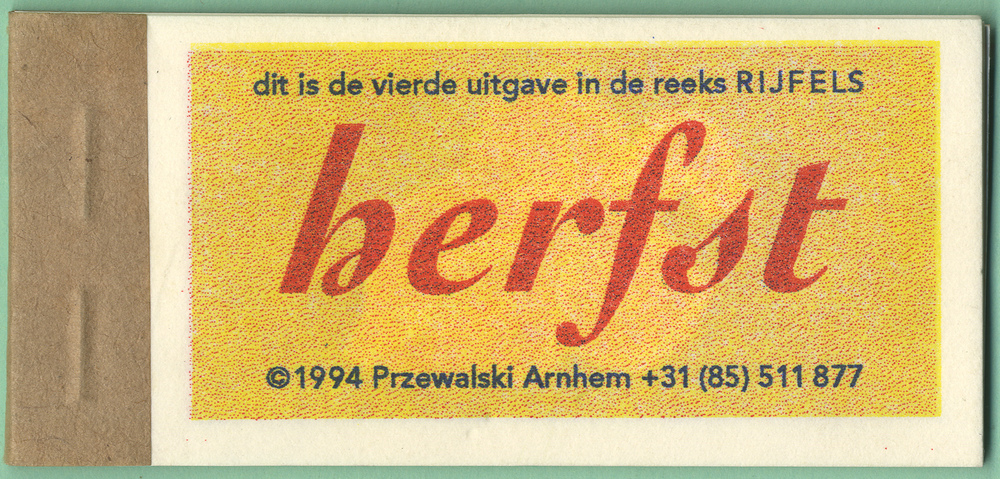 dit is de vierde uitgave in de reeks RIJFELS
herfst
©1994 Przewalski Arnhem +31 (85) 511 877